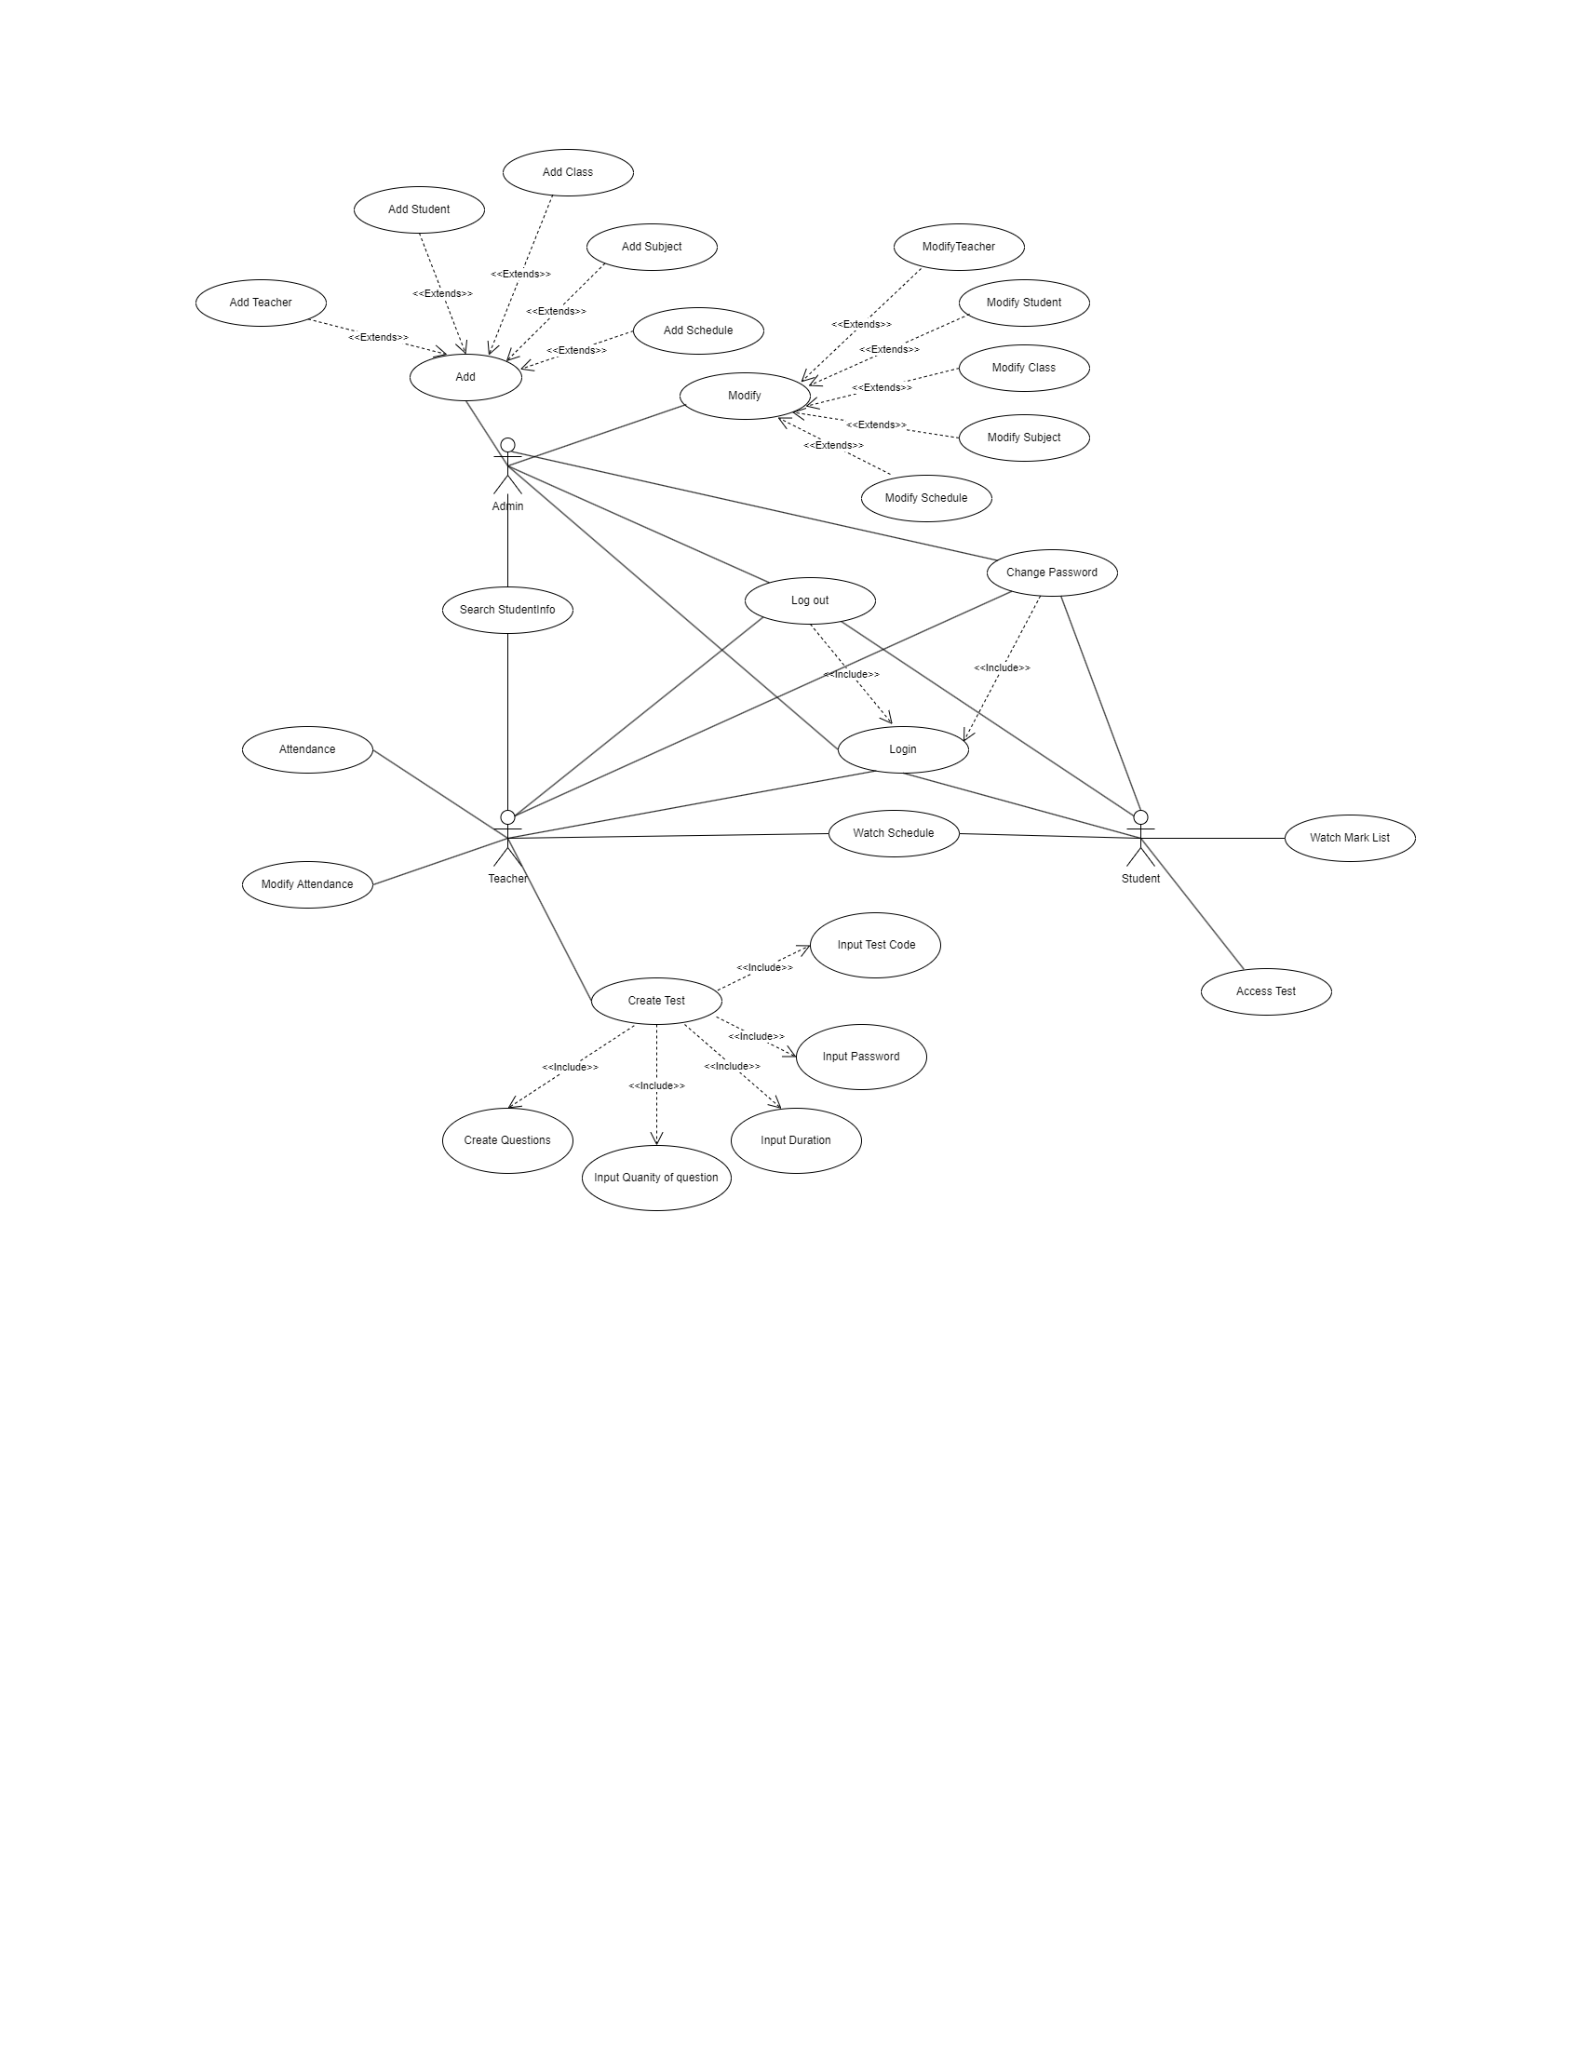 Add Class
Add Student
Add Subject
ModifyTeacher
<<Extends>>
<<Extends>>
Add Teacher
Modify Student
<<Extends>>
<<Extends>>
Add Schedule
<<Extends>>
<<Extends>>
<<Extends>>
Modify Class
Add
<<Extends>>
Modify
<<Extends>>
Modify Subject
<<Extends>>
Modify Schedule
Admin
Change Password
Log out
Search StudentInfo
<<Include>>
<<Include>>
Attendance
Login
Watch Schedule
Watch Mark List
Teacher
Student
Modify Attendance
Input Test Code
<<Include>>
Access Test
Create Test
<<Include>>
Input Password
<<Include>>
<<Include>>
<<Include>>
Create Questions
Input Duration
Input Quanity of question